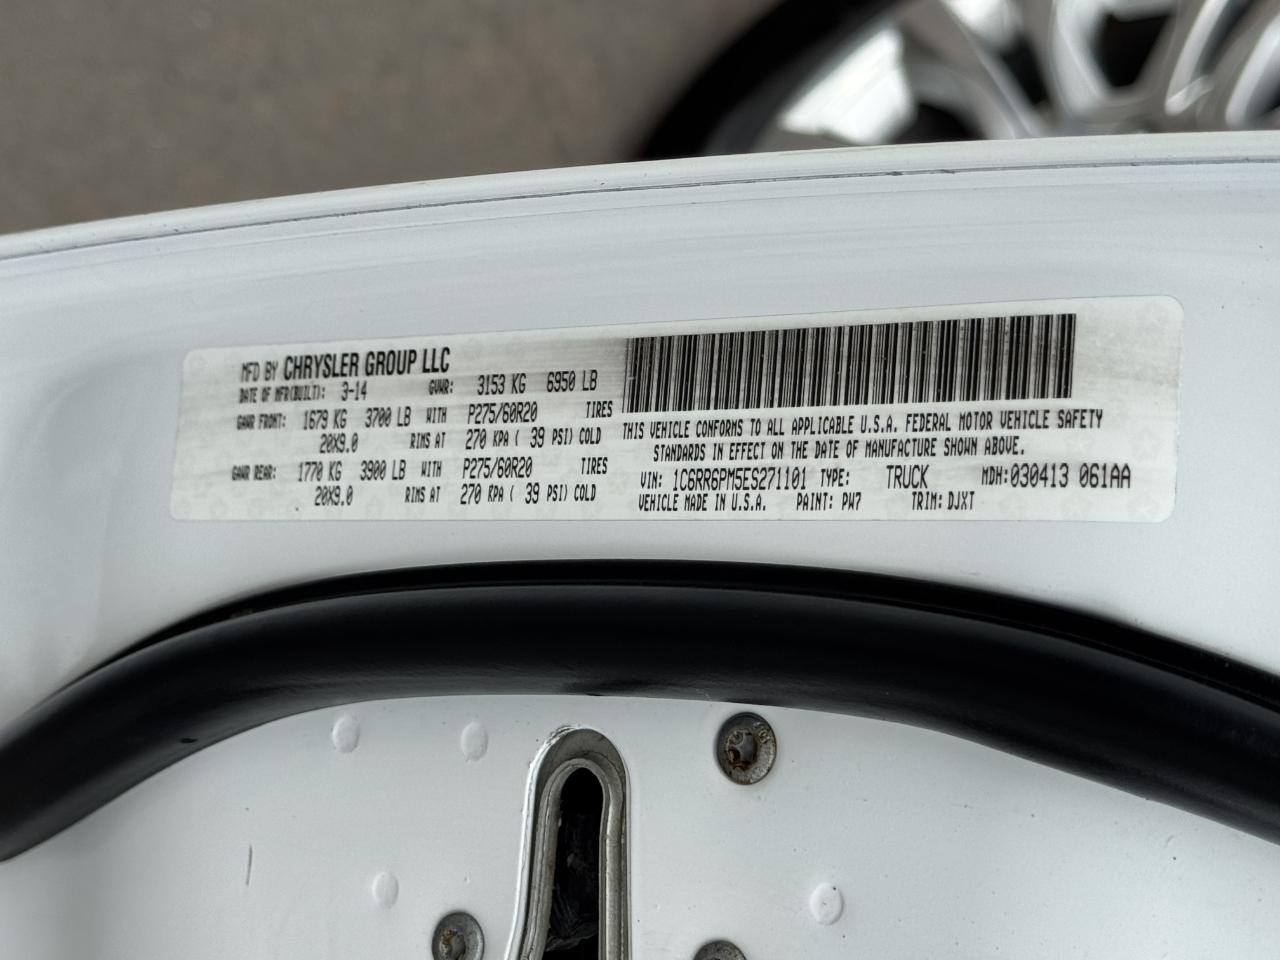 MFD BY CHRYSLER GROUP LLC
DATE OF MFR(BUILT): 3-14 GVWR: 3153 KG 6950 LB
GAWR FRONT: 1679 KG 3700 LB WITH P275/60R20 TIRES
20X9.0 RIMS AT 270 KPA ( 39 PSI) COLD
GAWR REAR: 1770 KG 3900 LB WITH P275/60R20 TIRES
20X9.0 RIMS AT 270 KPA ( 39 PSI) COLD
THIS VEHICLE CONFORMS TO ALL APPLICABLE U.S.A. FEDERAL MOTOR VEHICLE SAFETY
STANDARDS IN EFFECT ON THE DATE OF MANUFACTURE SHOWN ABOVE.
VIN: 1C6RR6PM5ES271101 TYPE: TRUCK MDH:030413 061AA
VEHICLE MADE IN U.S.A. PAINT: PW7 TRIM: DJXT